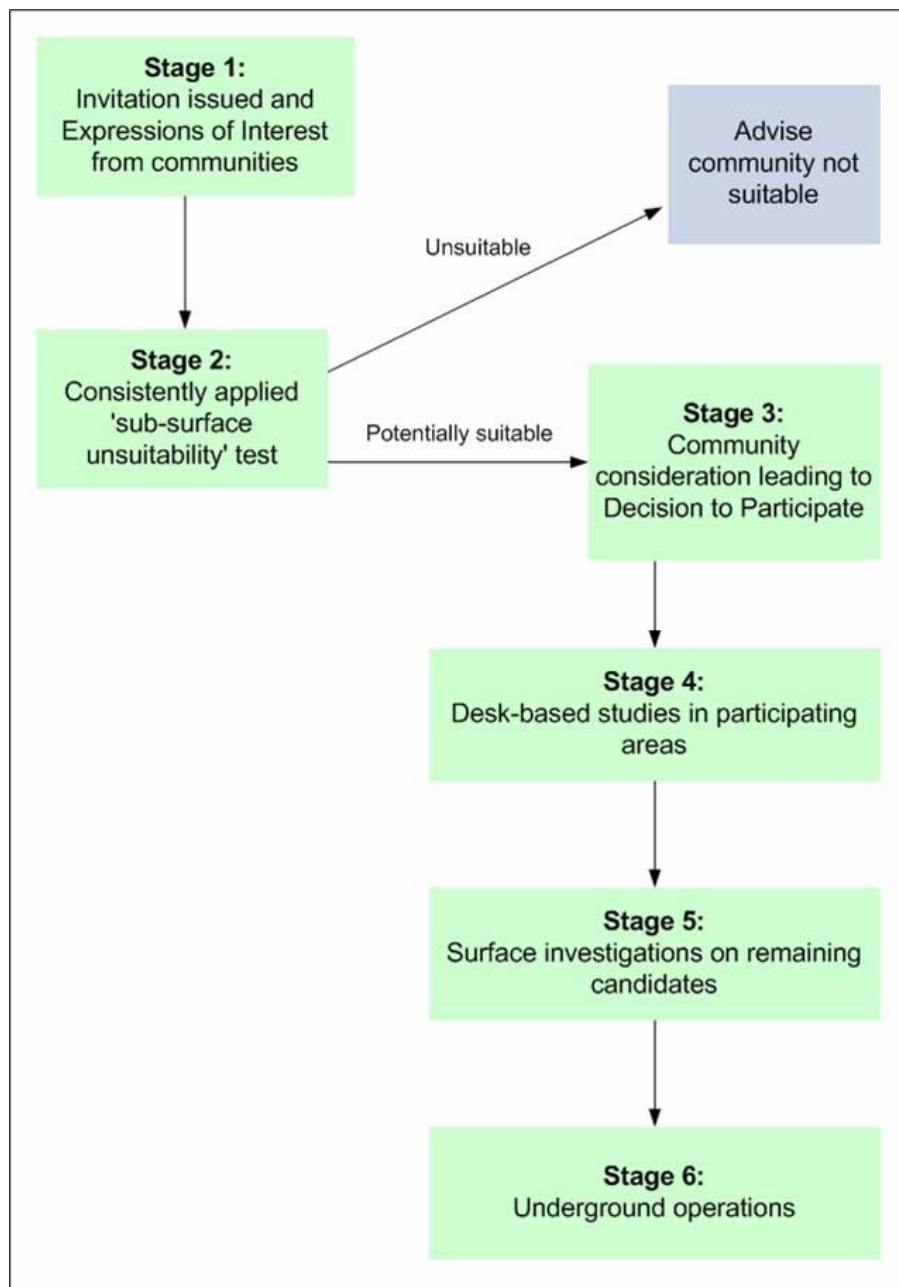 Stage 1:
Invitation issued and
Expressions of Interest
from communities
Advise
community not
suitable
Unsuitable
Stage 2:
Consistently applied
'sub-surface
unsuitability' test
Potentially suitable
Stage 3:
Community
consideration leading to
Decision to Participate
Stage 4:
Desk-based studies in participating
areas
Stage 5:
Surface investigations on remaining
candidates
Stage 6:
Underground operations